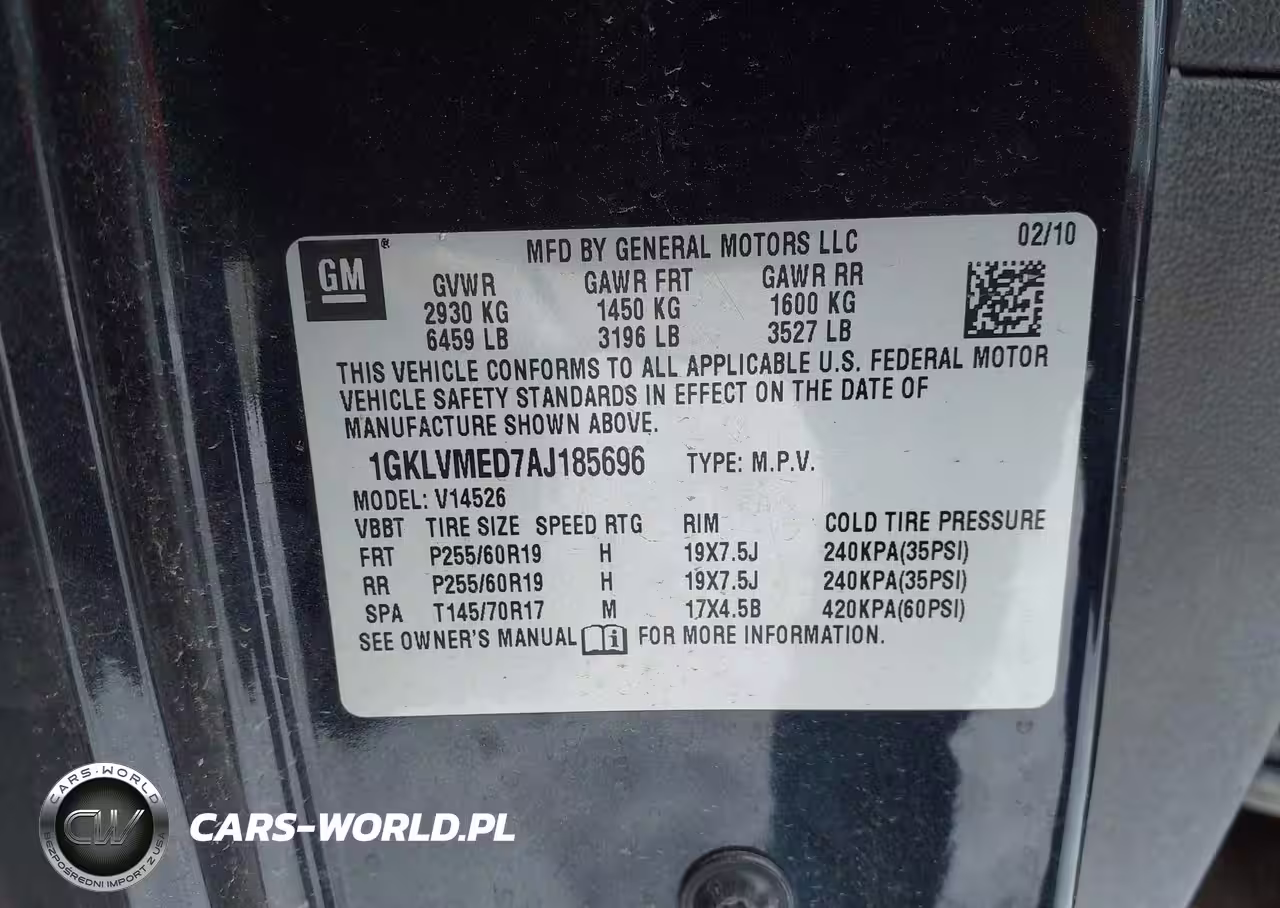 GM ®
MFD BY GENERAL MOTORS LLC 02/10
GVWR GAWR FRT GAWR RR
2930 KG 1450 KG 1600 KG
6459 LB 3196 LB 3527 LB
THIS VEHICLE CONFORMS TO ALL APPLICABLE U.S. FEDERAL MOTOR
VEHICLE SAFETY STANDARDS IN EFFECT ON THE DATE OF
MANUFACTURE SHOWN ABOVE.
1GKLVMED7AJ185696 TYPE: M.P.V.
MODEL: V14526
VBBT TIRE SIZE SPEED RTG RIM COLD TIRE PRESSURE
FRT P255/60R19 H 19X7.5J 240KPA(35PSI)
RR P255/60R19 H 19X7.5J 240KPA(35PSI)
SPA T145/70R17 M 17X4.5B 420KPA(60PSI)
SEE OWNER'S MANUAL i FOR MORE INFORMATION.
CARS-WORLD
CW
BEZPOŚREDNI IMPORT Z USA
CARS-WORLD.PL